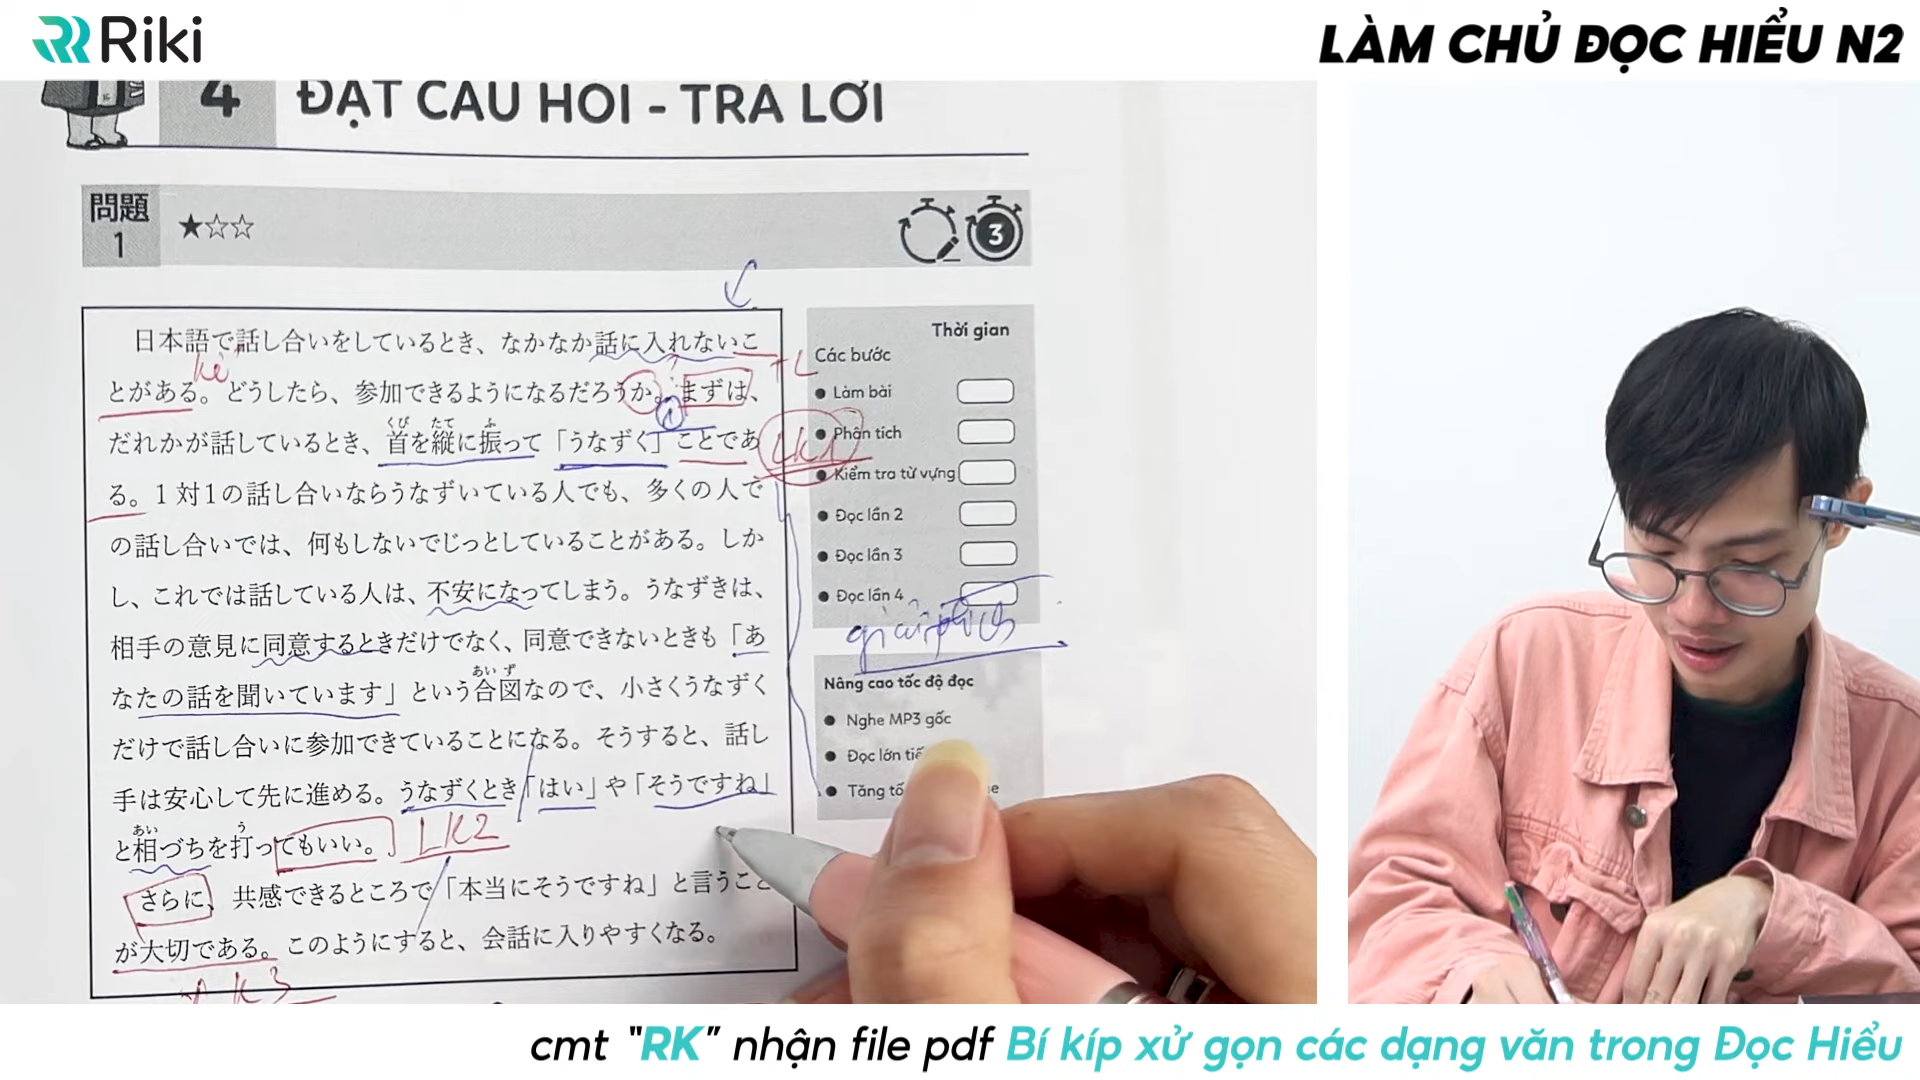 Riki
LÀM CHỦ ĐỌC HIỂU N2
4 ĐẶT CÂU HỎI - TRẢ LỜI
問題
1
★☆☆
3
日本語で話し合いをしているとき、なかなか話に入れないこ
とがある。どうしたら、参加できるようになるだろうか。まずは、
だれかが話しているとき、首を縦に振って「うなずく」ことであ
る。1対1の話し合いならうなずいている人でも、多くの人で
の話し合いでは、何もしないでじっとしていることがある。しか
し、これでは話している人は、不安になってしまう。うなずきは、
相手の意見に同意するときだけでなく、同意できないときも「あ
なたの話を聞いています」という合図なので、小さくうなずく
だけで話し合いに参加できていることになる。そうすると、話し
手は安心して先に進める。うなずくとき「はい」や「そうですね」
と相づちを打ってもいい。
さらに、共感できるところで「本当にそうですね」と言うこと
が大切である。このようにすると、会話に入りやすくなる。
くび たて ふ
あいず
あい う
LK1
LK2
K3
giải thích
Thời gian
Các bước
● Làm bài
● Phân tích
● Kiểm tra từ vựng
● Đọc lần 2
● Đọc lần 3
● Đọc lần 4
Nâng cao tốc độ đọc
● Nghe MP3 gốc
● Đọc lớn
● Tăng
cmt "RK" nhận file pdf Bí kíp xử gọn các dạng văn trong Đọc Hiểu